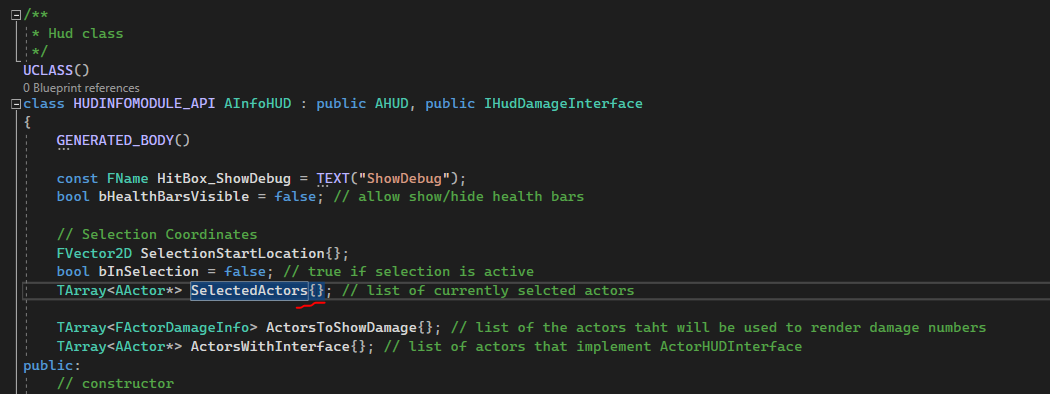 /**
* Hud class
*/
UCLASS()
0 Blueprint references
class HUDINFOMODULE_API AInfoHUD : public AHUD, public IHudDamageInterface
{
GENERATED_BODY()
const FName HitBox_ShowDebug = TEXT("ShowDebug");
bool bHealthBarsVisible = false; // allow show/hide health bars
// Selection Coordinates
FVector2D SelectionStartLocation{};
bool bInSelection = false; // true if selection is active
TArray<AActor*> SelectedActors{}; // list of currently selcted actors
TArray<FActorDamageInfo> ActorsToShowDamage{}; // list of the actors taht will be used to render damage numbers
TArray<AActor*> ActorsWithInterface{}; // list of actors that implement ActorHUDInterface
public:
// constructor